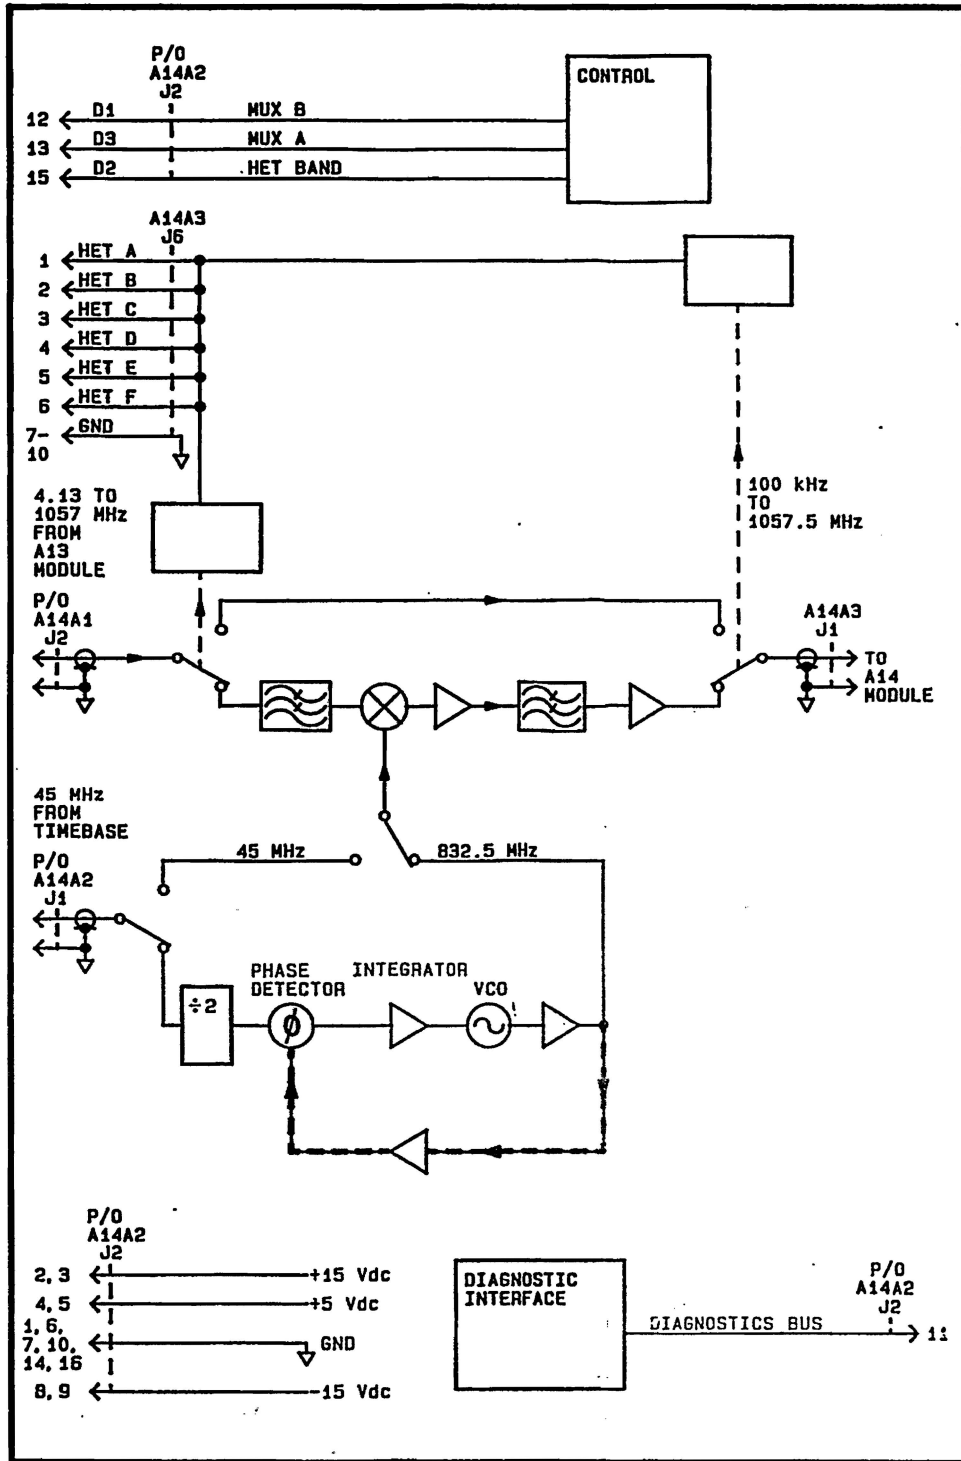 P/O
A14A2
J2
CONTROL
12 D1 MUX B
13 D3 MUX A
15 D2 HET BAND
A14A3
J6
1 HET A
2 HET B
3 HET C
4 HET D
5 HET E
6 HET F
7-
10
GND
4.13 TO
1057 MHz
FROM
A13
MODULE
100 kHz
TO
1057.5 MHz
P/O
A14A1
J2
A14A3
J1
TO
A14
MODULE
45 MHz
FROM
TIMEBASE
P/O
A14A2
J1
45 MHz
832.5 MHz
PHASE
DETECTOR
INTEGRATOR
VCO
÷2
ϕ
P/O
A14A2
J2
2, 3 +15 Vdc
4, 5 +5 Vdc
1, 6,
7, 10,
14, 16
GND
8, 9 -15 Vdc
DIAGNOSTIC
INTERFACE
DIAGNOSTICS BUS
P/O
A14A2
J2
11